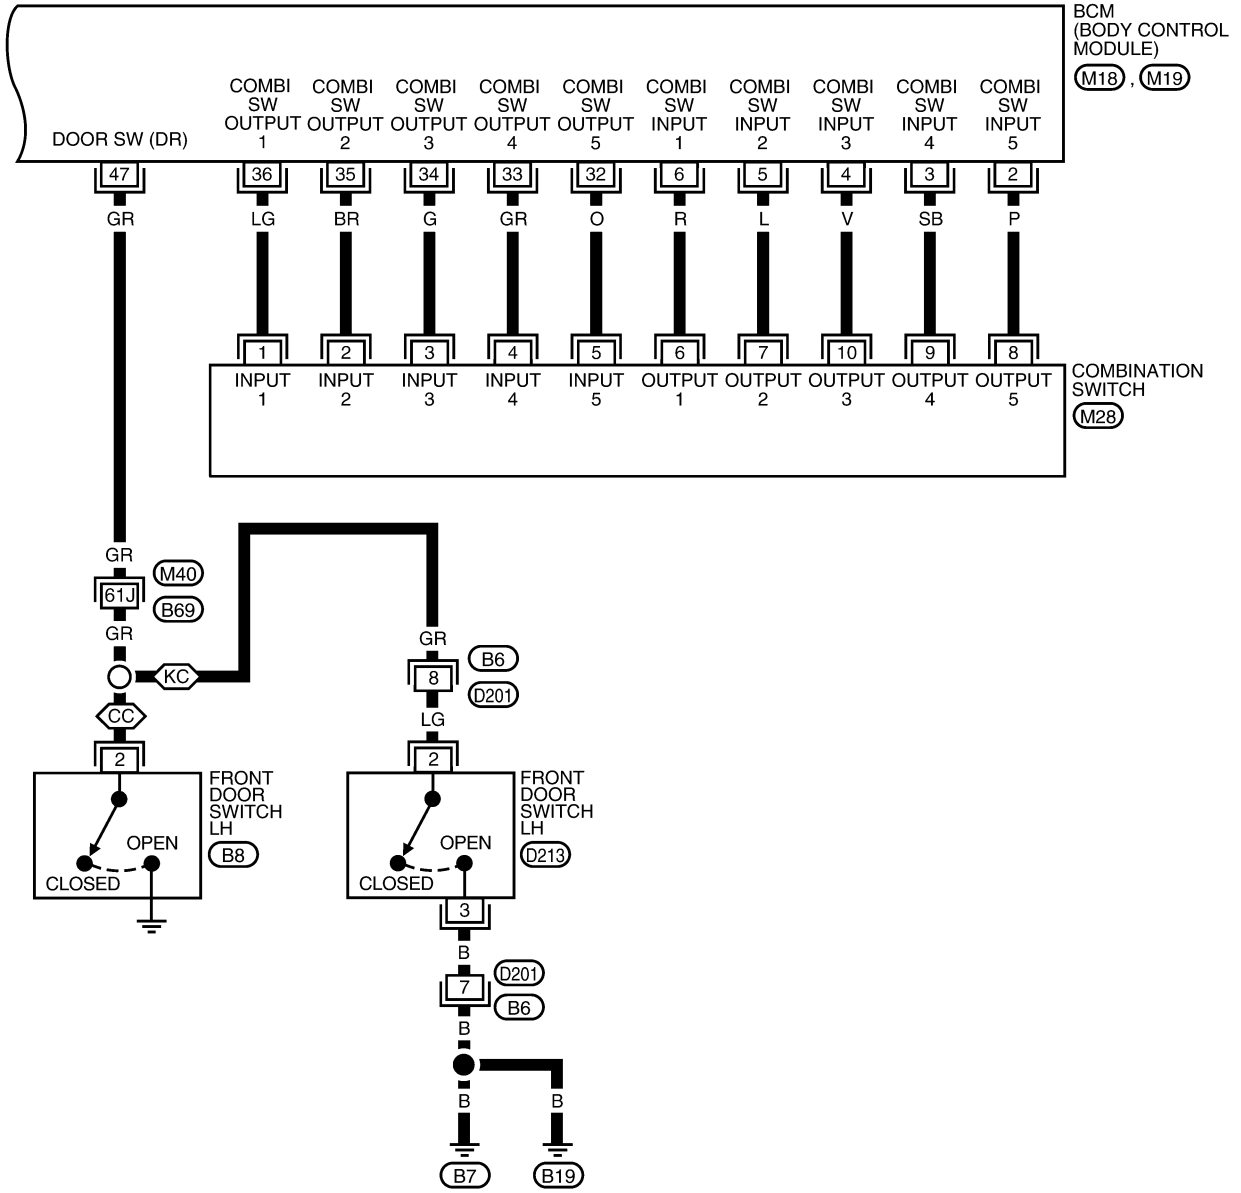 BCM
(BODY CONTROL
MODULE)
M18 , M19
DOOR SW (DR)
COMBI SW OUTPUT 1
COMBI SW OUTPUT 2
COMBI SW OUTPUT 3
COMBI SW OUTPUT 4
COMBI SW OUTPUT 5
COMBI SW INPUT 1
COMBI SW INPUT 2
COMBI SW INPUT 3
COMBI SW INPUT 4
COMBI SW INPUT 5
47 36 35 34 33 32 6 5 4 3 2
GR LG BR G GR O R L V SB P
1 2 3 4 5 6 7 10 9 8
INPUT 1
INPUT 2
INPUT 3
INPUT 4
INPUT 5
OUTPUT 1
OUTPUT 2
OUTPUT 3
OUTPUT 4
OUTPUT 5
COMBINATION
SWITCH
M28
GR
61J
M40
B69
GR
KC
CC
2
FRONT
DOOR
SWITCH
LH
B8
OPEN
CLOSED
GR
8
B6
D201
LG
2
FRONT
DOOR
SWITCH
LH
D213
OPEN
CLOSED
3
B
7
D201
B6
B
B B
B7 B19